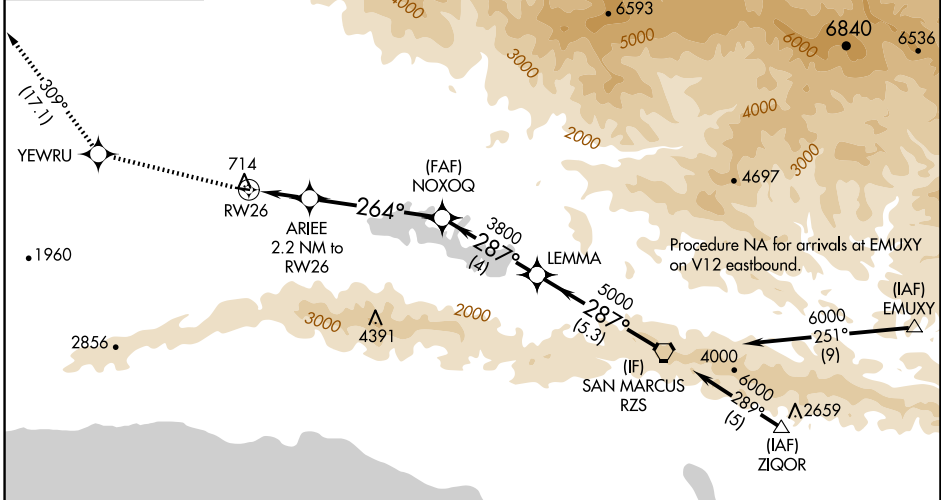 4000
6593
5000
6000
6840
6536
3000
309°
(17.1)
4000
2000
3000
YEWRU
714
(FAF)
NOXOQ
4697
RW26
264°
ARIEE
2.2 NM to
RW26
3800
287°
(4)
LEMMA
Procedure NA for arrivals at EMUXY
on V12 eastbound.
1960
5000
287°
(5.3)
(IAF)
EMUXY
6000
251°
(9)
3000
2000
4391
2856
(IF)
SAN MARCUS
RZS
4000
6000
289°
(5)
2659
(IAF)
ZIQOR